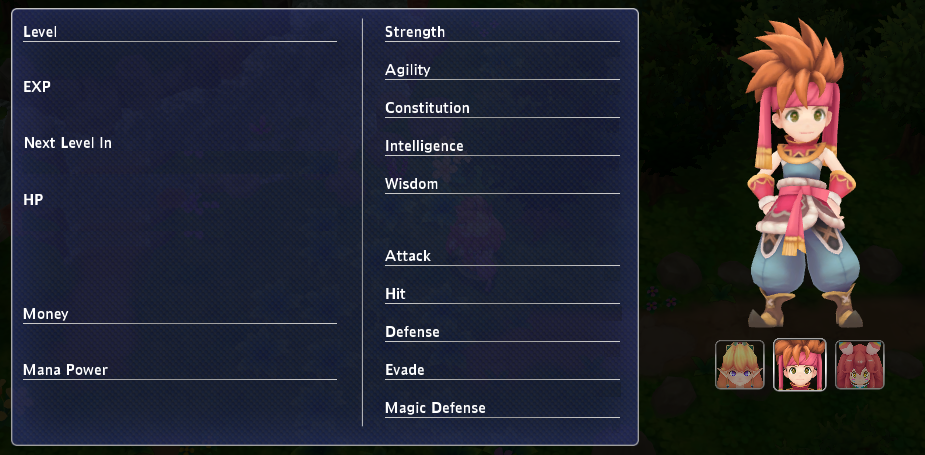 Level
EXP
Next Level In
HP
Money
Mana Power
Strength
Agility
Constitution
Intelligence
Wisdom
Attack
Hit
Defense
Evade
Magic Defense